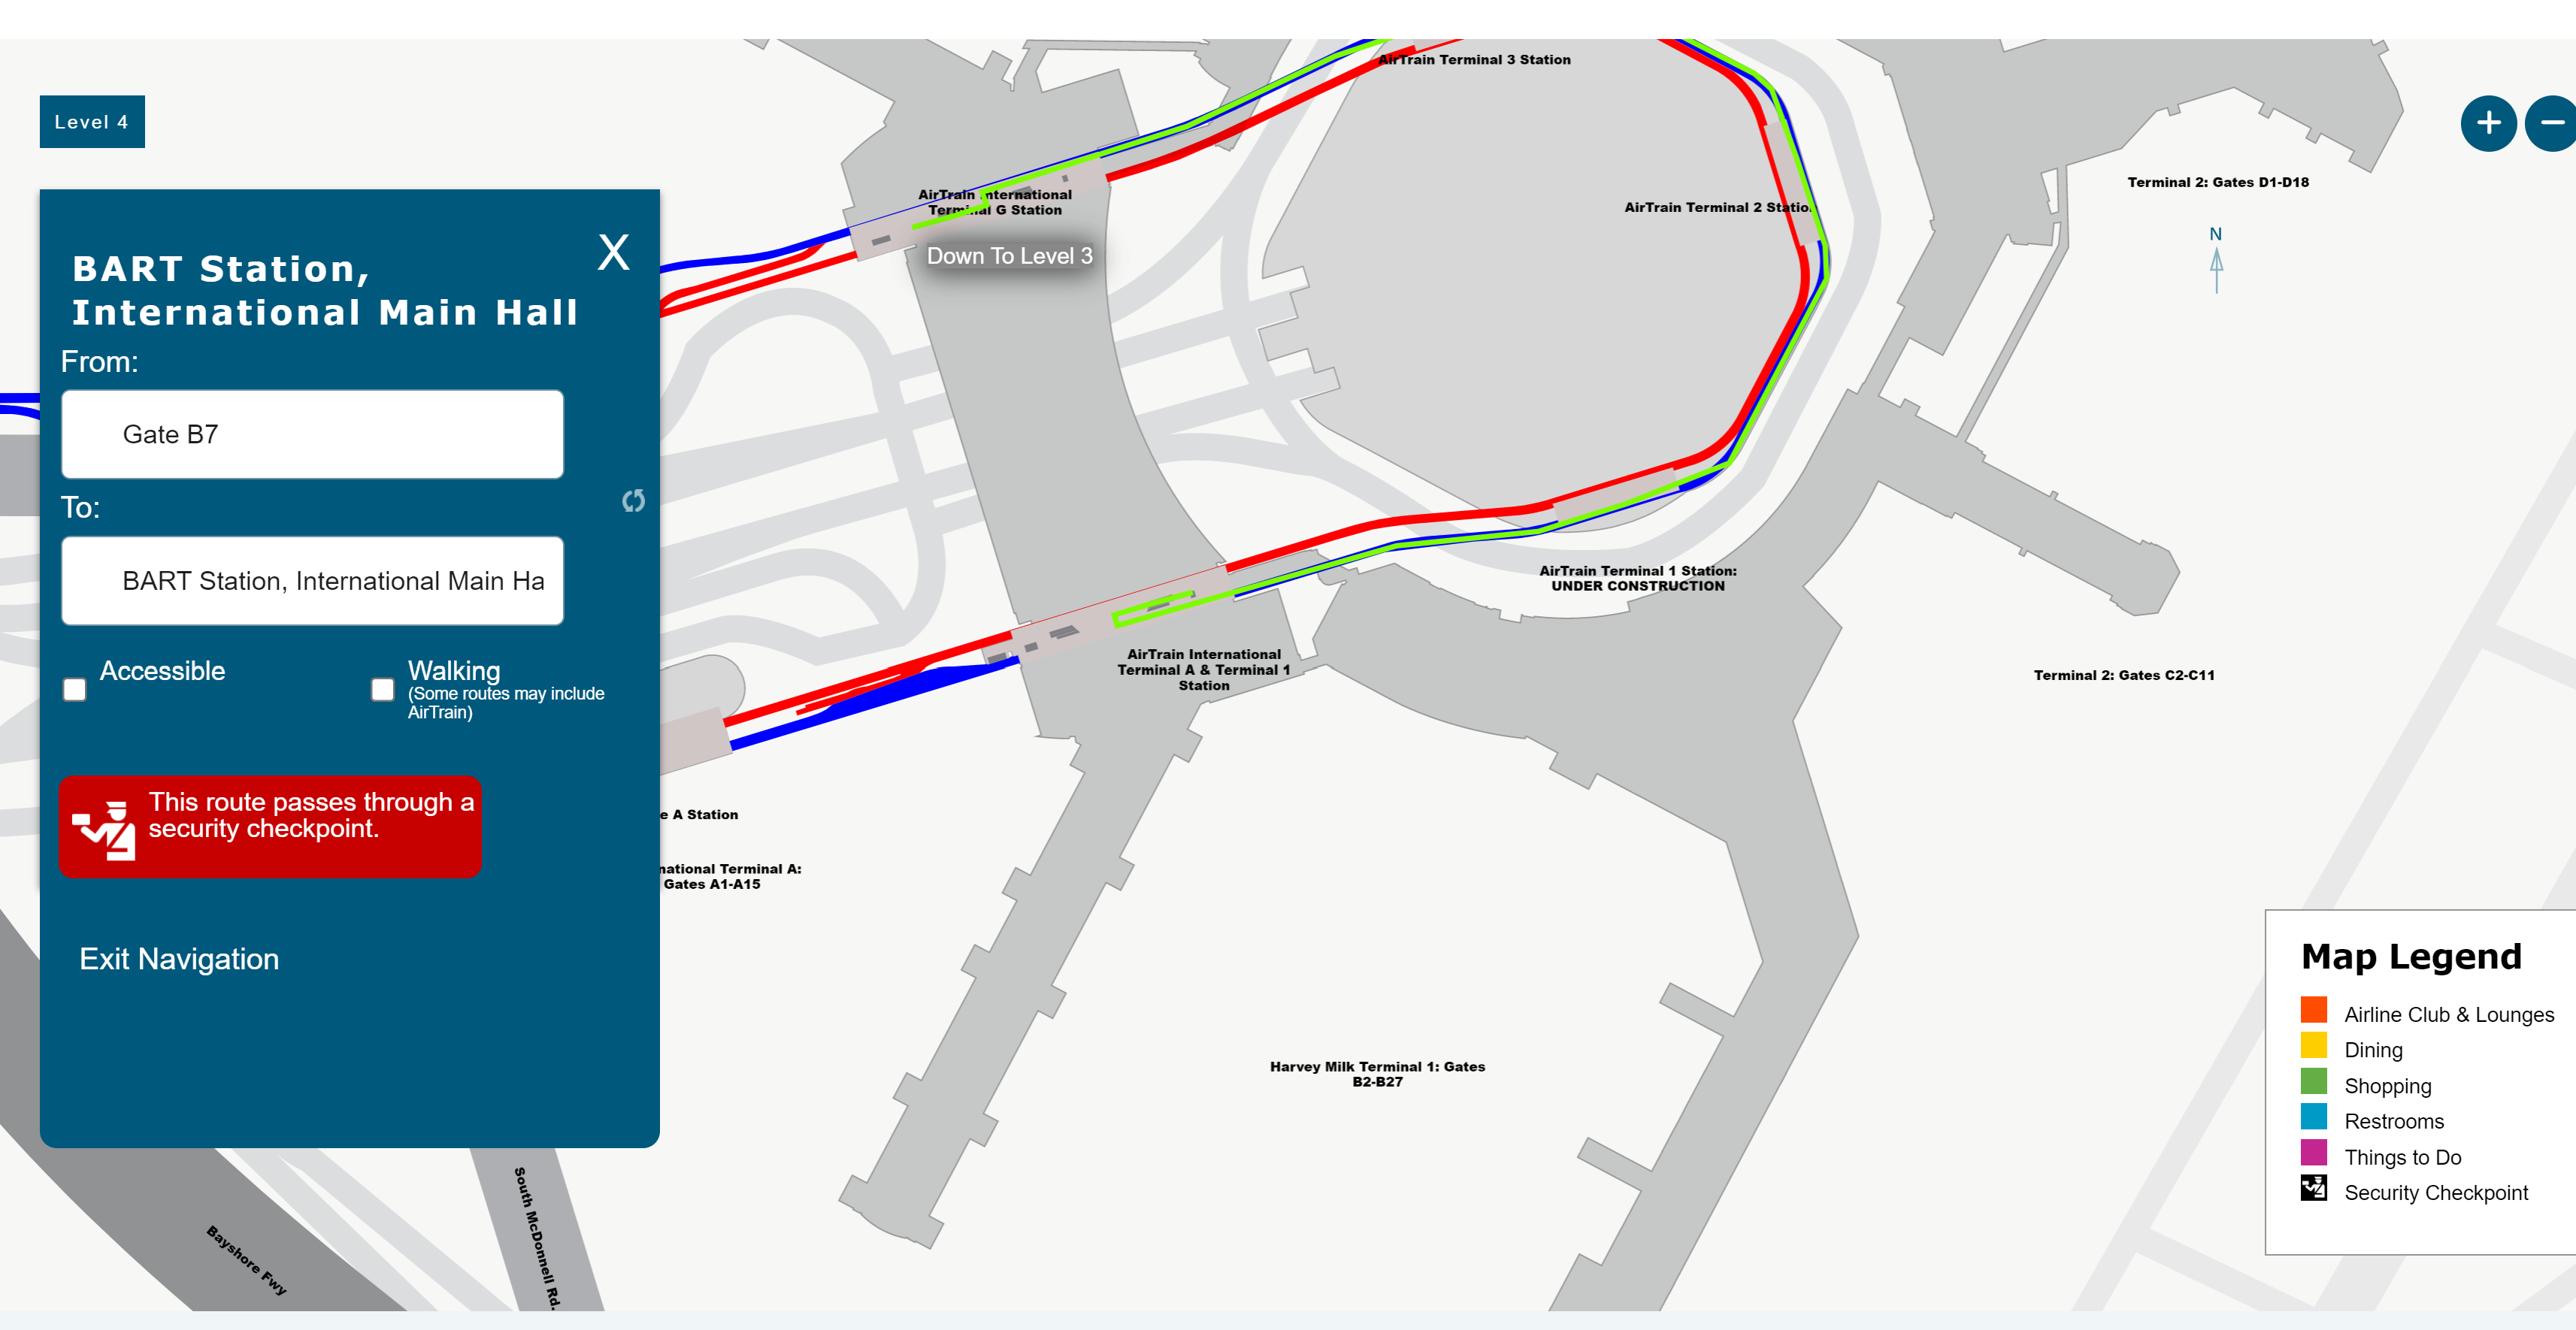 Level 4
BART Station,
International Main Hall
X
From:
Gate B7
To:
BART Station, International Main Ha
Accessible
Walking
(Some routes may include
AirTrain)
This route passes through a
security checkpoint.
Exit Navigation
AirTrain Terminal 3 Station
AirTrain International
Terminal G Station
Down To Level 3
AirTrain Terminal 2 Station
Terminal 2: Gates D1-D18
N
AirTrain Terminal 1 Station:
UNDER CONSTRUCTION
AirTrain International
Terminal A & Terminal 1
Station
Terminal 2: Gates C2-C11
e A Station
national Terminal A:
Gates A1-A15
Harvey Milk Terminal 1: Gates
B2-B27
South McDonnell Rd.
Bayshore Fwy
Map Legend
Airline Club & Lounges
Dining
Shopping
Restrooms
Things to Do
Security Checkpoint